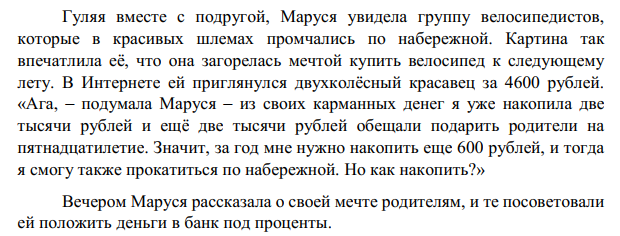 Гуляя вместе с подругой, Маруся увидела группу велосипедистов,
которые в красивых шлемах промчались по набережной. Картина так
впечатлила её, что она загорелась мечтой купить велосипед к следующему
лету. В Интернете ей приглянулся двухколёсный красавец за 4600 рублей.
«Ага, – подумала Маруся – из своих карманных денег я уже накопила две
тысячи рублей и ещё две тысячи рублей обещали подарить родители на
пятнадцатилетие. Значит, за год мне нужно накопить еще 600 рублей, и тогда
я смогу также прокатиться по набережной. Но как накопить?»
Вечером Маруся рассказала о своей мечте родителям, и те посоветовали
ей положить деньги в банк под проценты.